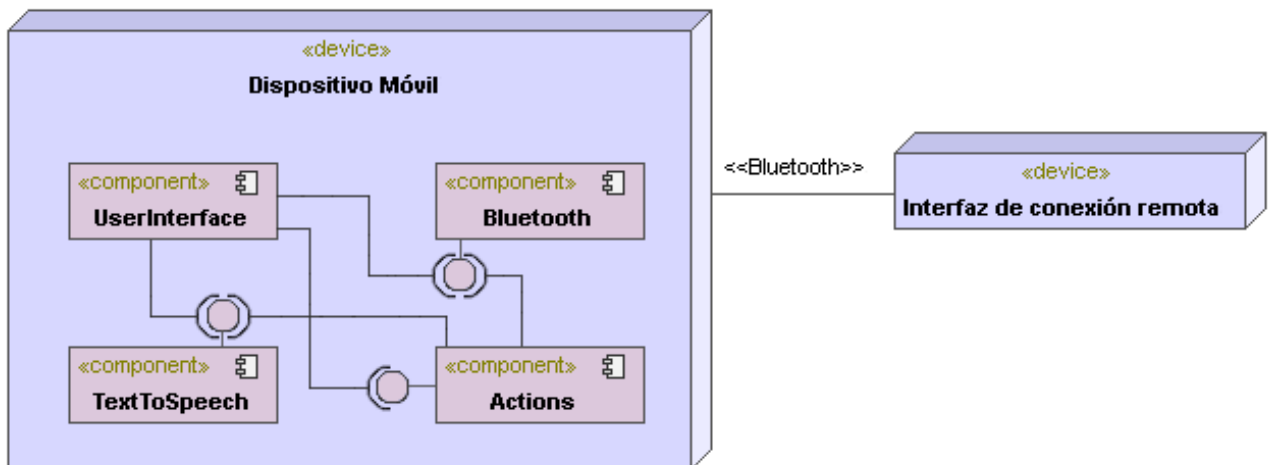 «device»
Dispositivo Móvil
«component»
UserInterface
«component»
Bluetooth
«component»
TextToSpeech
«component»
Actions
<<Bluetooth>>
«device»
Interfaz de conexión remota